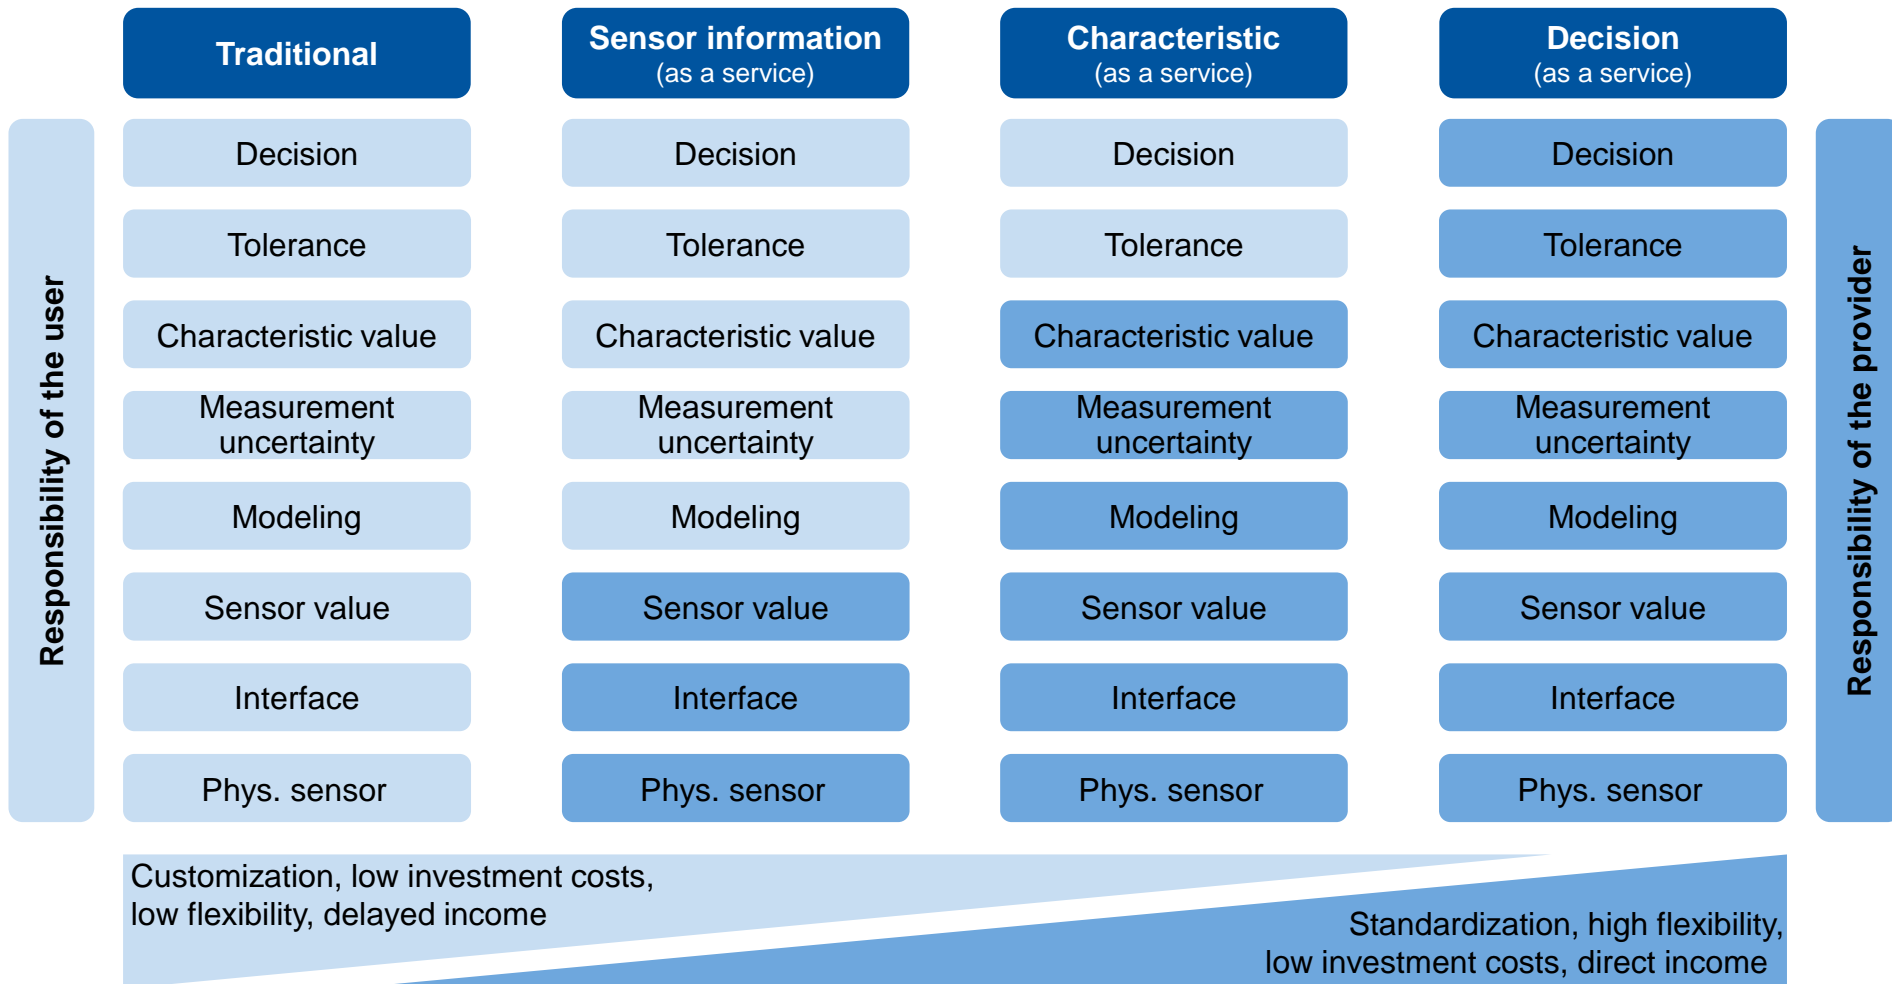 Traditional
Sensor information
(as a service)
Characteristic
(as a service)
Decision
(as a service)
Responsibility of the user
Decision
Decision
Decision
Decision
Tolerance
Tolerance
Tolerance
Tolerance
Characteristic value
Characteristic value
Characteristic value
Characteristic value
Measurement
uncertainty
Measurement
uncertainty
Measurement
uncertainty
Measurement
uncertainty
Modeling
Modeling
Modeling
Modeling
Sensor value
Sensor value
Sensor value
Sensor value
Interface
Interface
Interface
Interface
Phys. sensor
Phys. sensor
Phys. sensor
Phys. sensor
Responsibility of the provider
Customization, low investment costs,
low flexibility, delayed income
Standardization, high flexibility,
low investment costs, direct income